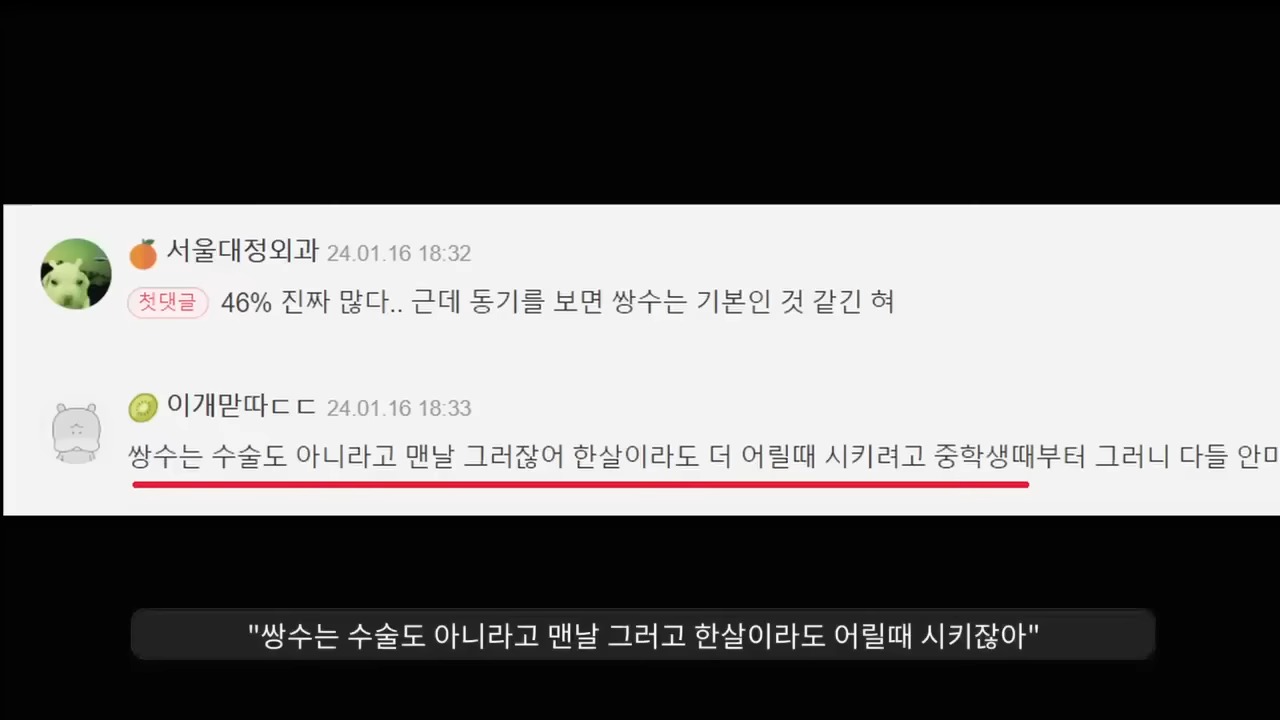 서울대정외과 24.01.16 18:32
첫댓글 46% 진짜 많다.. 근데 동기를 보면 쌍수는 기본인 것 같긴 혀
이개맏따ㄷㄷ 24.01.16 18:33
쌍수는 수술도 아니라고 맨날 그러잖어 한살이라도 더 어릴때 시키려고 중학생때부터 그러니 다들 안
"쌍수는 수술도 아니라고 맨날 그러고 한살이라도 어릴때 시키잖아"